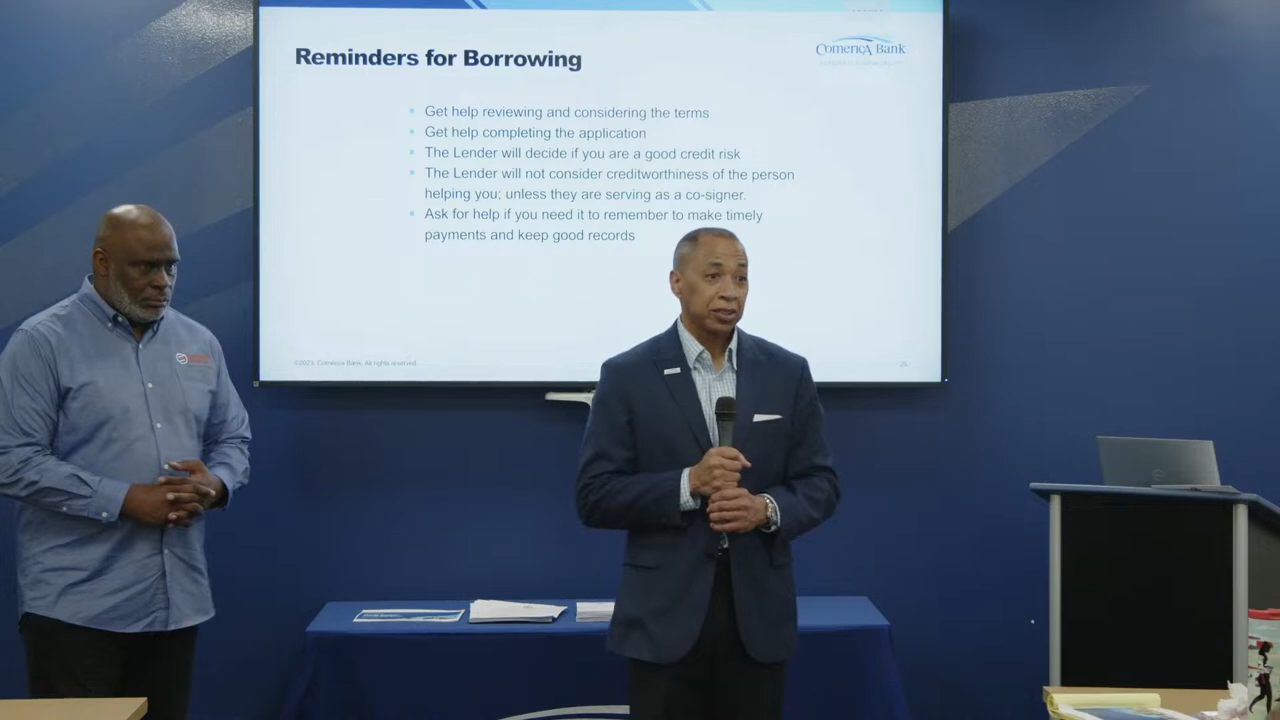 Reminders for Borrowing
ComericA Bank
Get help reviewing and considering the terms
Get help completing the application
The Lender will decide if you are a good credit risk
The Lender will not consider creditworthiness of the person
helping you; unless they are serving as a co-signer.
Ask for help if you need it to remember to make timely
payments and keep good records
©2023, Comerica Bank. All rights reserved.